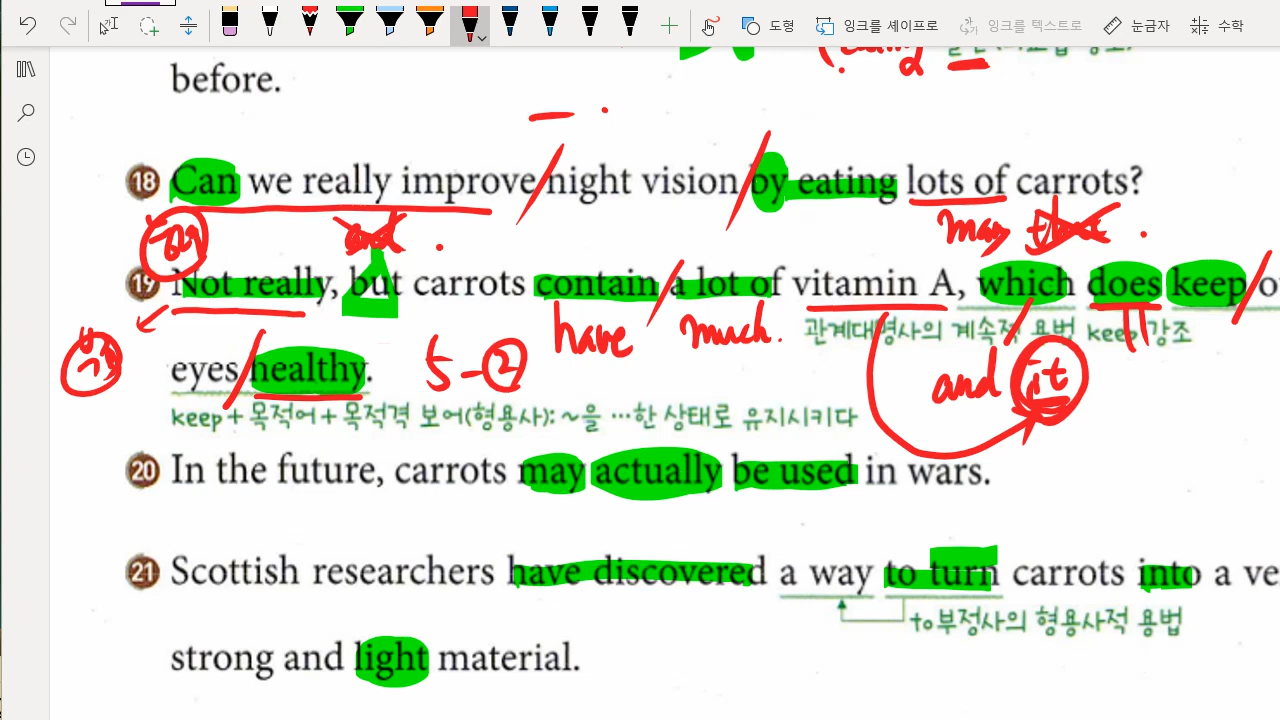 도형 잉크를 셰이프로 잉크를 텍스트로 눈금자 수학
before.
18 Can we really improve night vision by eating lots of carrots?
and many that
19 Not really, but carrots contain a lot of vitamin A, which does keep o
have much. 관계대명사의 계속적 용법 keep 강조
eyes healthy. 5-② and it
keep + 목적어 + 목적격 보어(형용사): ~을 …한 상태로 유지시키다
20 In the future, carrots may actually be used in wars.
21 Scottish researchers have discovered a way to turn carrots into a ve
to부정사의 형용사적 용법
strong and light material.